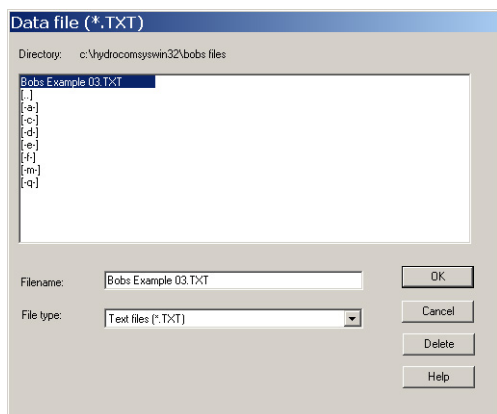 Data file (*.TXT)
Directory: c:\hydrocomsyswin32\bobs files
Bobs Example 03.TXT
[..]
[-a-]
[-c-]
[-d-]
[-e-]
[-f-]
[-m-]
[-q-]
Filename: Bobs Example 03.TXT
OK
File type: Text files (*.TXT)
Cancel
Delete
Help